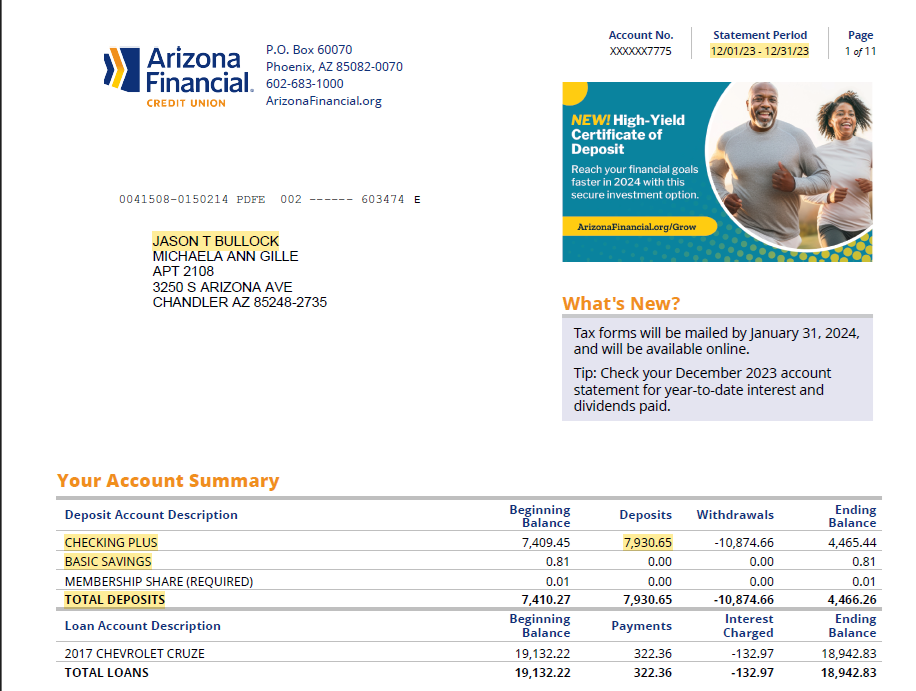 Arizona
Financial.
CREDIT UNION
P.O. Box 60070
Phoenix, AZ 85082-0070
602-683-1000
ArizonaFinancial.org
Account No.
XXXXXX7775
Statement Period
12/01/23 - 12/31/23
Page
1 of 11
NEW! High-Yield
Certificate of
Deposit
Reach your financial goals
faster in 2024 with this
secure investment option.
ArizonaFinancial.org/Grow
0041508-0150214 PDFE 002 ------ 603474 E
JASON T BULLOCK
MICHAELA ANN GILLE
APT 2108
3250 S ARIZONA AVE
CHANDLER AZ 85248-2735
What's New?
Tax forms will be mailed by January 31, 2024,
and will be available online.
Tip: Check your December 2023 account
statement for year-to-date interest and
dividends paid.
Your Account Summary
Deposit Account Description Beginning Balance Deposits Withdrawals Ending Balance
CHECKING PLUS 7,409.45 7,930.65 -10,874.66 4,465.44
BASIC SAVINGS 0.81 0.00 0.00 0.81
MEMBERSHIP SHARE (REQUIRED) 0.01 0.00 0.00 0.01
TOTAL DEPOSITS 7,410.27 7,930.65 -10,874.66 4,466.26
Loan Account Description Beginning Balance Payments Interest Charged Ending Balance
2017 CHEVROLET CRUZE 19,132.22 322.36 -132.97 18,942.83
TOTAL LOANS 19,132.22 322.36 -132.97 18,942.83